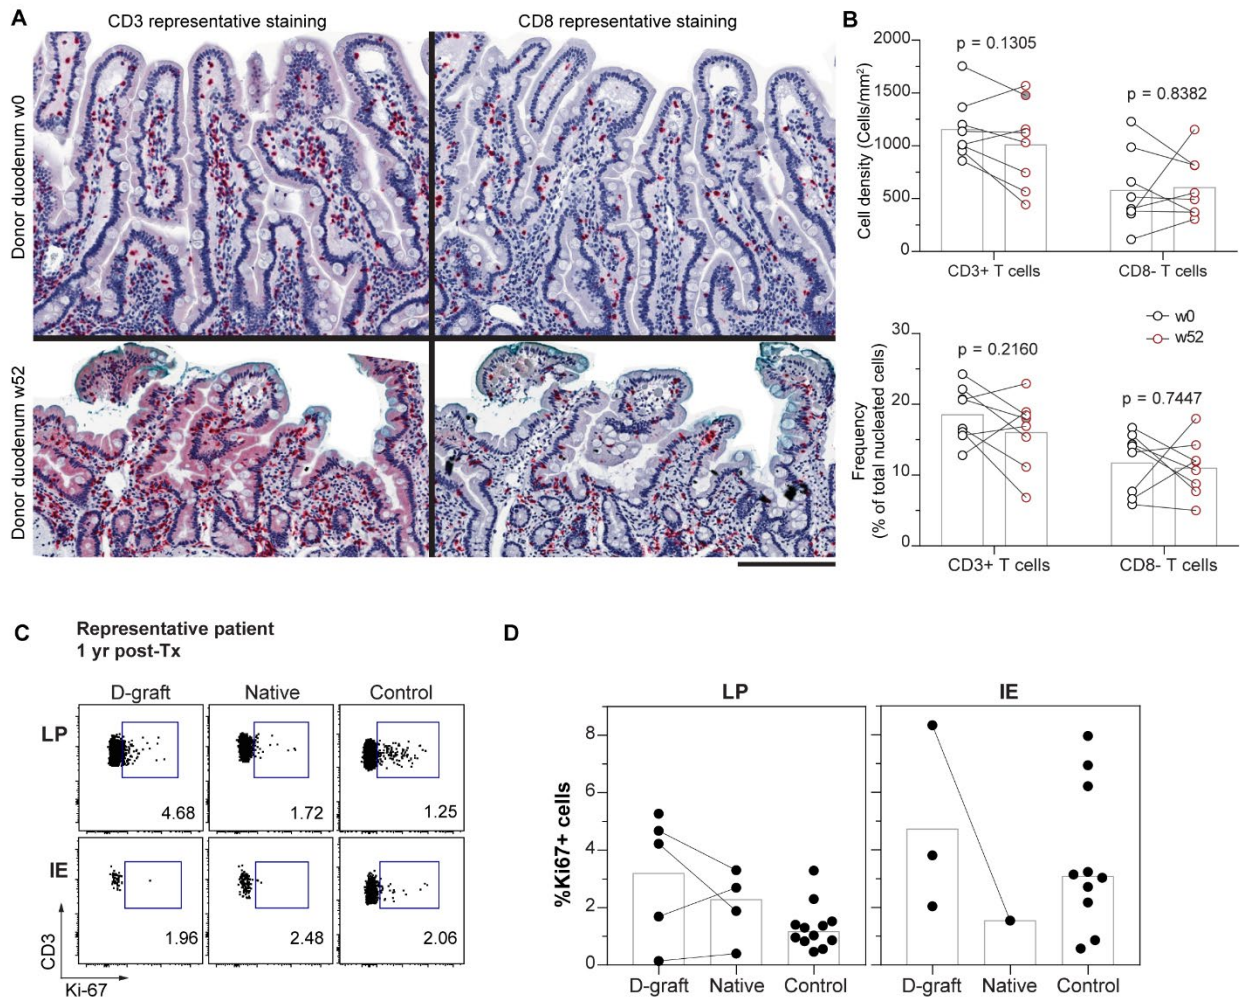 A
CD3 representative staining
CD8 representative staining
Donor duodenum w0
Donor duodenum w52
B
2000
1500
1000
500
0
Cell density (Cells/mm²)
p = 0.1305
p = 0.8382
CD3+ T cells
CD8- T cells
w0
w52
30
20
10
0
Frequency
(% of total nucleated cells)
p = 0.2160
p = 0.7447
CD3+ T cells
CD8- T cells
C
Representative patient
1 yr post-Tx
D-graft
Native
Control
LP
4.68
1.72
1.25
IE
1.96
2.48
2.06
CD3
Ki-67
D
LP
IE
8
6
4
2
0
%Ki67+ cells
D-graft
Native
Control
D-graft
Native
Control